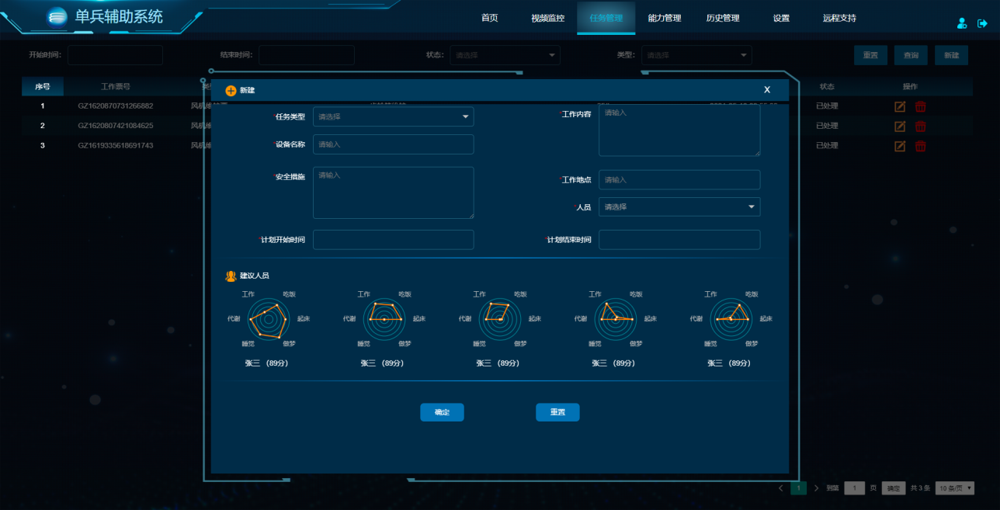 单兵辅助系统
首页 视频监控 任务管理 能力管理 历史管理 设置 远程支持
开始时间: 结束时间: 状态: 请选择 类型: 请选择 重置 查询 新建
序号 工作票号 状态 操作
1 GZ1620870731266882 风机维 已处理
2 GZ1620807421084625 风机维 已处理
3 GZ1619335618691743 风机维 已处理
新建 X
*任务类型 请选择 *工作内容 请输入
*设备名称 请输入
*安全措施 请输入 *工作地点 请输入
*人员 请选择
*计划开始时间 *计划结束时间
建议人员
工作 吃饭 工作 吃饭 工作 吃饭 工作 吃饭 工作 吃饭
代谢 起床 代谢 起床 代谢 起床 代谢 起床 代谢 起床
睡觉 做梦 睡觉 做梦 睡觉 做梦 睡觉 做梦 睡觉 做梦
张三 (89分) 张三 (89分) 张三 (89分) 张三 (89分) 张三 (89分)
确定 重置
1 到第 1 页 确定 共 3 条 10 条/页